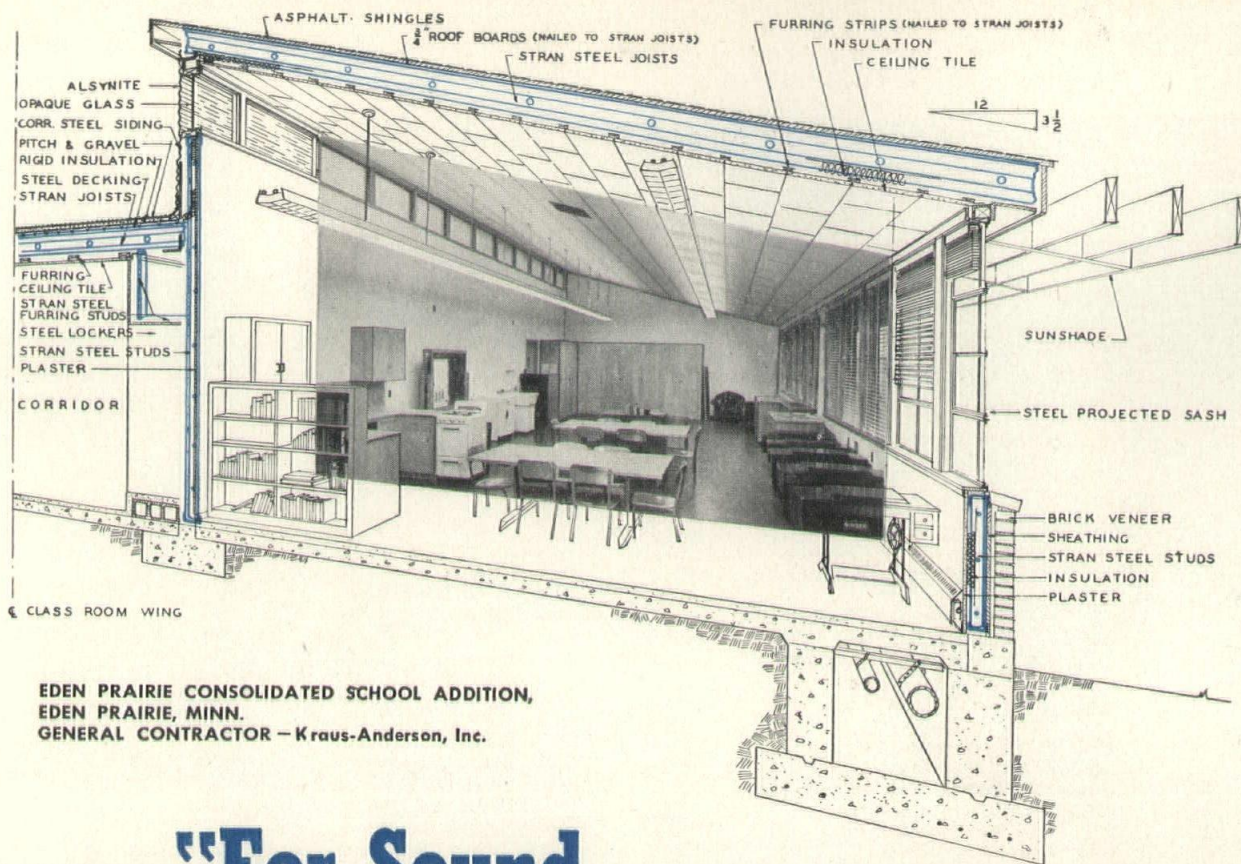 ASPHALT SHINGLES
3/4" ROOF BOARDS (NAILED TO STRAN JOISTS)
STRAN STEEL JOISTS
FURRING STRIPS (NAILED TO STRAN JOISTS)
INSULATION
CEILING TILE
12
3 1/2
ALSYNITE
OPAQUE GLASS
CORR. STEEL SIDING
PITCH & GRAVEL
RIGID INSULATION
STEEL DECKING
STRAN JOISTS
FURRING
CEILING TILE
STRAN STEEL
FURRING STUDS
STEEL LOCKERS
STRAN STEEL STUDS
PLASTER
CORRIDOR
SUNSHADE
STEEL PROJECTED SASH
BRICK VENEER
SHEATHING
STRAN STEEL STUDS
INSULATION
PLASTER
℄ CLASS ROOM WING
EDEN PRAIRIE CONSOLIDATED SCHOOL ADDITION,
EDEN PRAIRIE, MINN.
GENERAL CONTRACTOR — Kraus-Anderson, Inc.
"For Sound